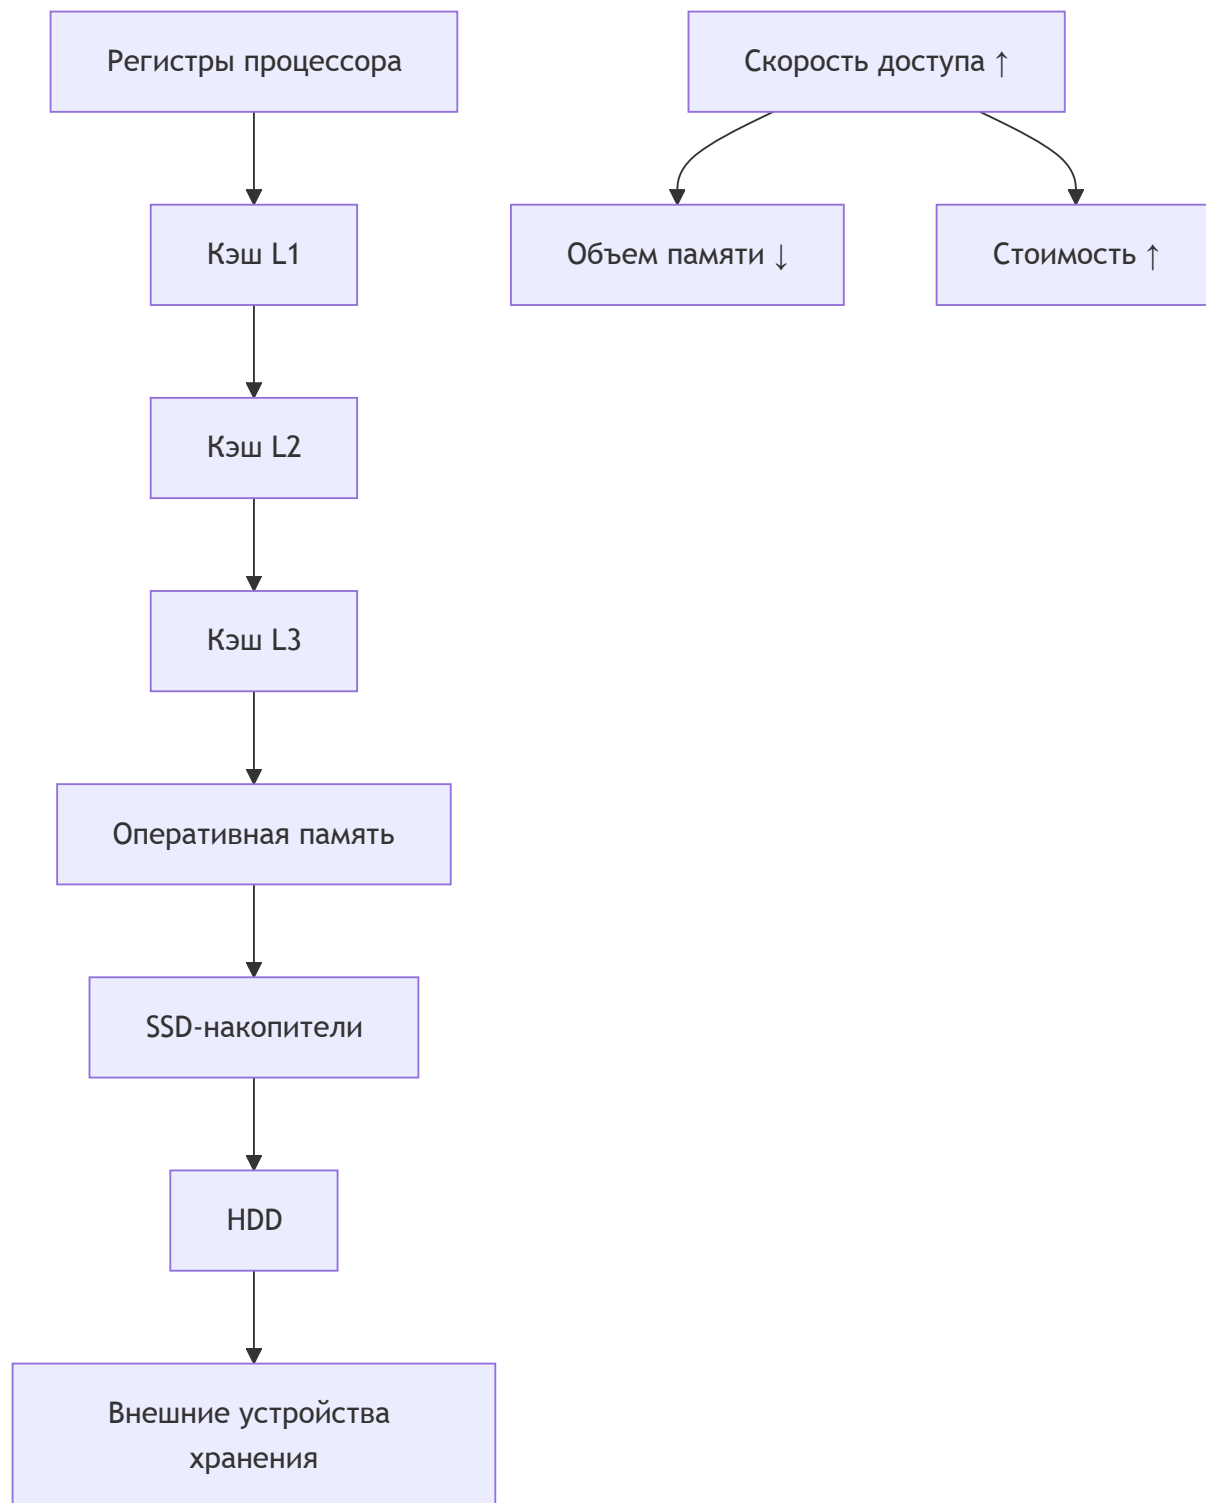 Регистры процессора
Скорость доступа ↑
Кэш L1
Объем памяти ↓
Стоимость ↑
Кэш L2
Кэш L3
Оперативная память
SSD-накопители
HDD
Внешние устройства
хранения